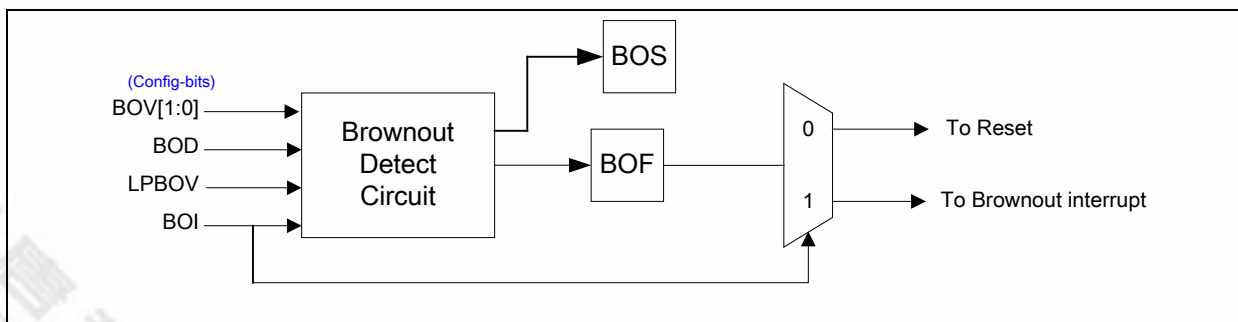 (Config-bits)
BOV[1:0]
BOD
LPBOV
BOI
Brownout
Detect
Circuit
BOS
BOF
0
1
To Reset
To Brownout interrupt